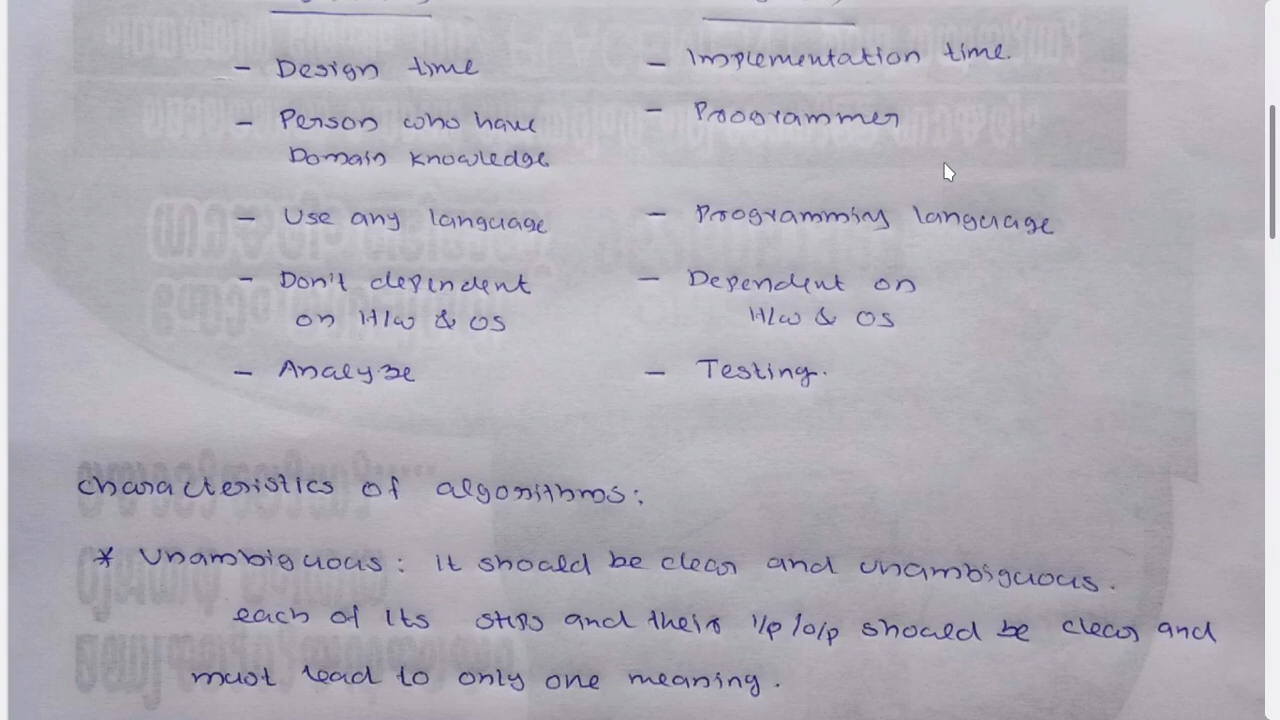 - Design time - Implementation time.
- Person who have - Programmer
Domain knowledge
- Use any language - Programming language
- Don't dependent - Dependent on
on H/w & OS H/w & OS
- Analyze - Testing.
Characteristics of algorithms:
* Unambiguous: it should be clear and unambiguous.
each of its steps and their i/p /o/p should be clear and
must lead to only one meaning.